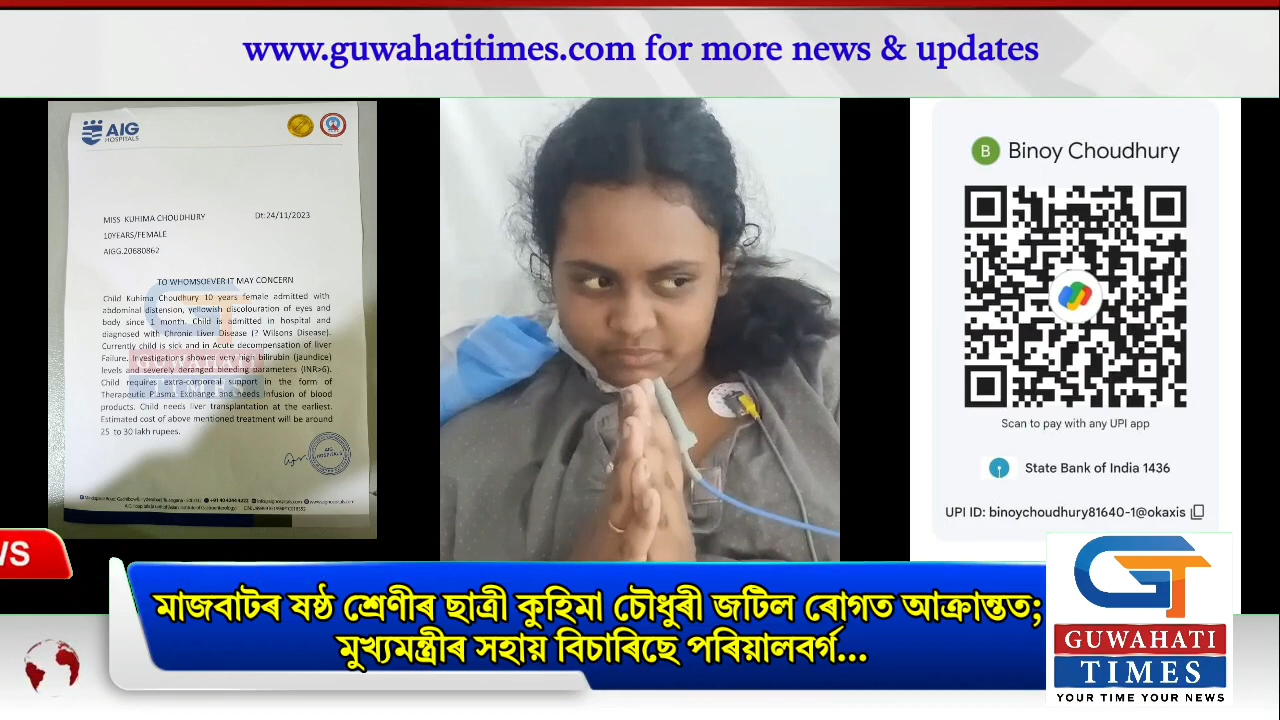 www.guwahatitimes.com for more news & updates
AIG
HOSPITALS
MISS KUHIMA CHOUDHURY Dt:24/11/2023
10YEARS/FEMALE
AIGG.20680862
TO WHOMSOEVER IT MAY CONCERN
Child Kuhima Choudhury 10 years female admitted with
abdominal distension, yellowish discolouration of eyes and
body since 1 month. Child is admitted in hospital and
diagnosed with Chronic Liver Disease (? Wilsons Disease).
Currently child is sick and in Acute decompensation of liver
Failure. Investigations showed very high bilirubin (jaundice)
levels and severely deranged bleeding parameters (INR>6).
Child requires extra-corporeal support in the form of
Therapeutic Plasma Exchange and needs infusion of blood
products. Child needs liver transplantation at the earliest.
Estimated cost of above mentioned treatment will be around
25 to 30 lakh rupees.
GUWAHATI
TIMES
B Binoy Choudhury
Scan to pay with any UPI app
State Bank of India 1436
UPI ID: binoychoudhury81640-1@okaxis
WS
মাজবাটৰ ষষ্ঠ শ্ৰেণীৰ ছাত্ৰী কুহিমা চৌধুৰী জটিল ৰোগত আক্ৰান্তত;
মুখ্যমন্ত্ৰীৰ সহায় বিচাৰিছে পৰিয়ালবৰ্গ...
GT
GUWAHATI
TIMES
YOUR TIME YOUR NEWS